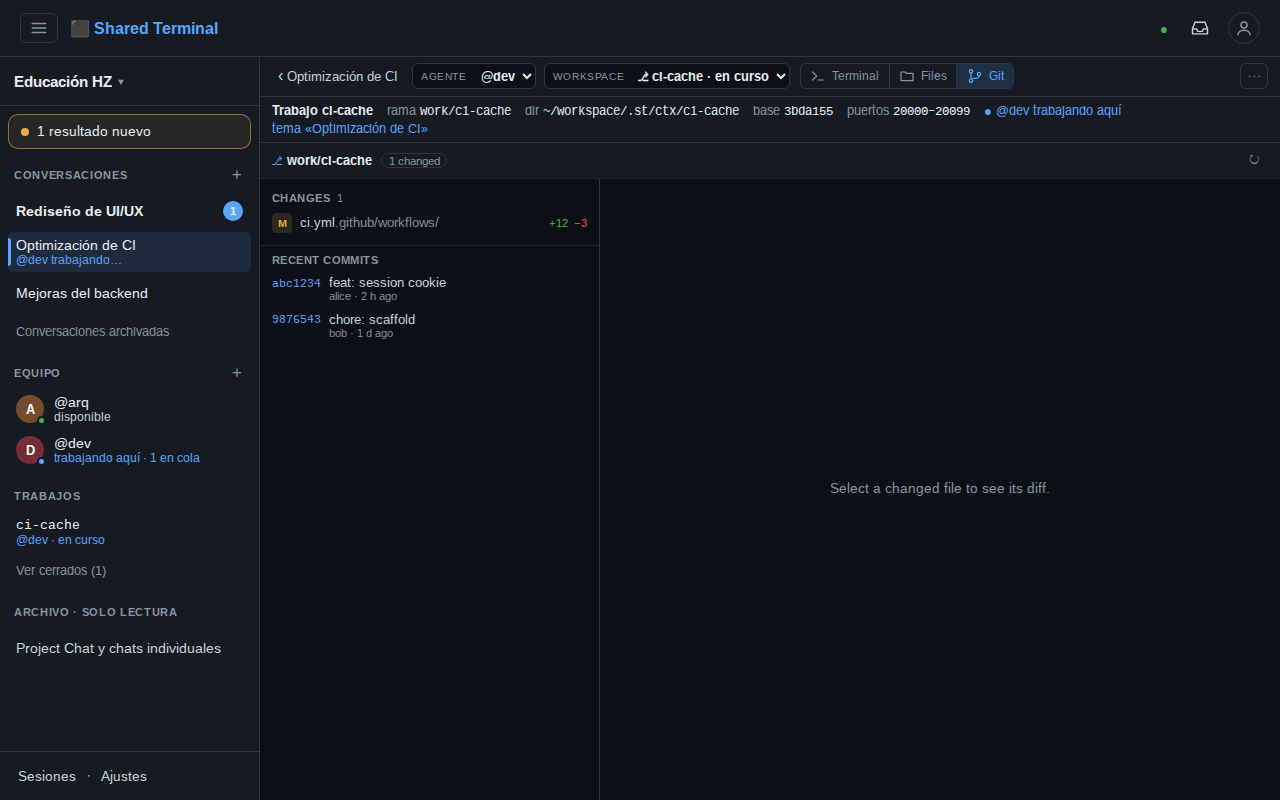 Shared Terminal
Educación HZ
1 resultado nuevo
CONVERSACIONES +
Rediseño de UI/UX 1
Optimización de CI
@dev trabajando…
Mejoras del backend
Conversaciones archivadas
EQUIPO +
A @arq
disponible
D @dev
trabajando aquí · 1 en cola
TRABAJOS
ci-cache
@dev · en curso
Ver cerrados (1)
ARCHIVO · SOLO LECTURA
Project Chat y chats individuales
Sesiones · Ajustes
‹ Optimización de CI AGENTE @dev WORKSPACE ⎇ ci-cache · en curso Terminal Files Git ···
Trabajo ci-cache rama work/ci-cache dir ~/workspace/.st/ctx/ci-cache base 3bda155 puertos 20000–20099 ● @dev trabajando aquí
tema «Optimización de CI»
⎇ work/ci-cache 1 changed ↻
CHANGES 1
M ci.yml .github/workflows/ +12 −3
RECENT COMMITS
abc1234 feat: session cookie
alice · 2 h ago
9876543 chore: scaffold
bob · 1 d ago
Select a changed file to see its diff.